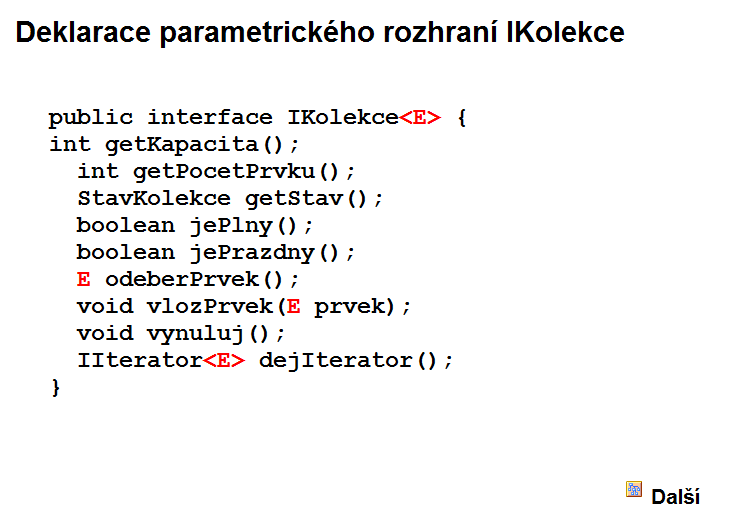 Deklarace parametrického rozhraní IKolekce
public interface IKolekce<E> {
int getKapacita();
int getPocetPrvku();
StavKolekce getStav();
boolean jePlny();
boolean jePrazdny();
E odeberPrvek();
void vlozPrvek(E prvek);
void vynuluj();
IIterator<E> dejIterator();
}
Další